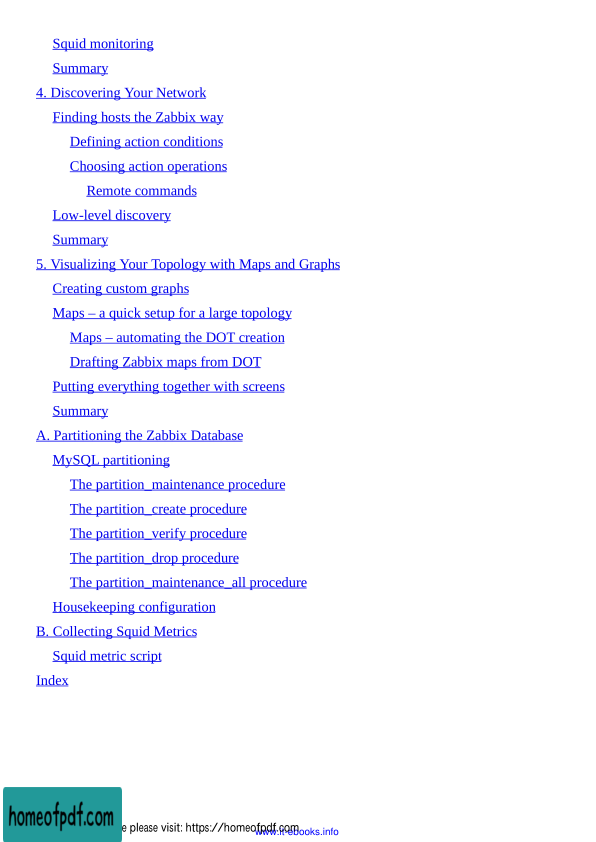 Squid monitoring
Summary
4. Discovering Your Network
Finding hosts the Zabbix way
Defining action conditions
Choosing action operations
Remote commands
Low-level discovery
Summary
5. Visualizing Your Topology with Maps and Graphs
Creating custom graphs
Maps – a quick setup for a large topology
Maps – automating the DOT creation
Drafting Zabbix maps from DOT
Putting everything together with screens
Summary
A. Partitioning the Zabbix Database
MySQL partitioning
The partition_maintenance procedure
The partition_create procedure
The partition_verify procedure
The partition_drop procedure
The partition_maintenance_all procedure
Housekeeping configuration
B. Collecting Squid Metrics
Squid metric script
Index
homeofpdf.com
e please visit: https://homeofpdf.com
www.it-ebooks.info